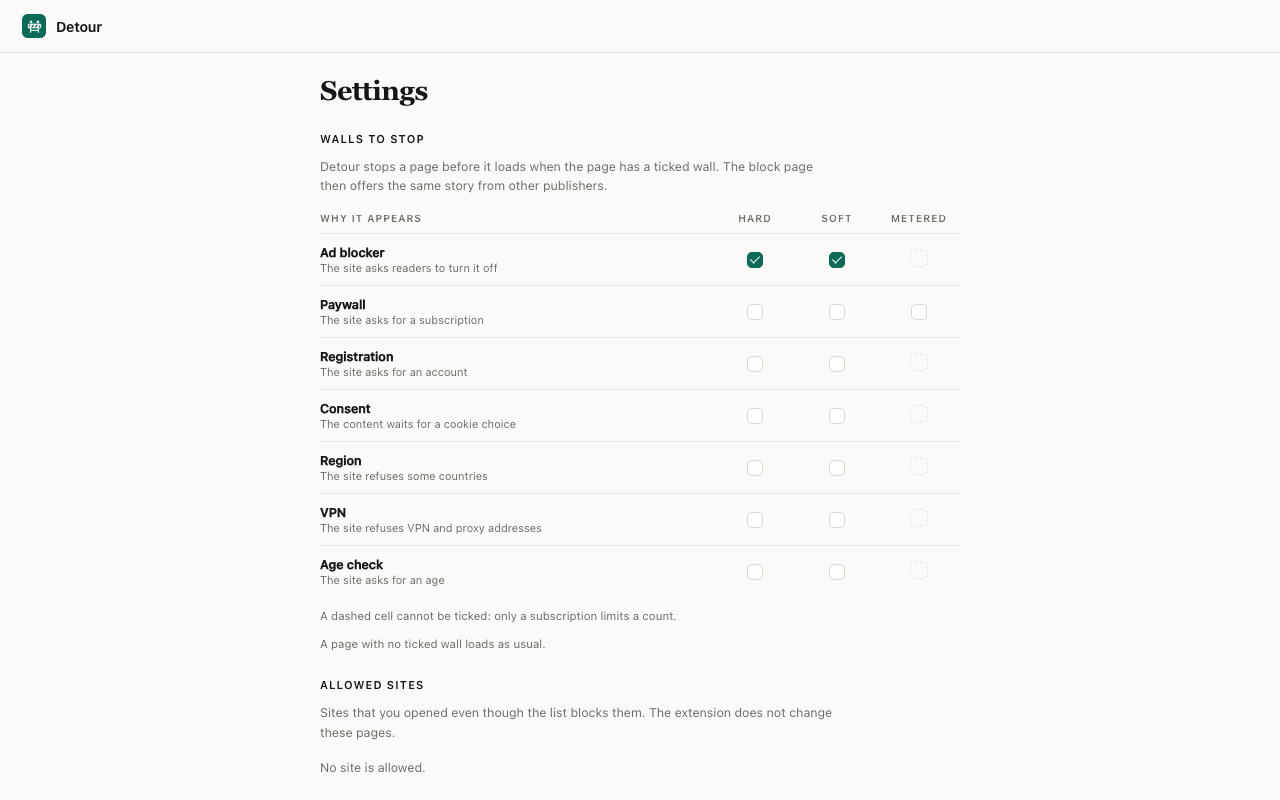 Detour
Settings
WALLS TO STOP
Detour stops a page before it loads when the page has a ticked wall. The block page
then offers the same story from other publishers.
WHY IT APPEARS HARD SOFT METERED
Ad blocker
The site asks readers to turn it off
Paywall
The site asks for a subscription
Registration
The site asks for an account
Consent
The content waits for a cookie choice
Region
The site refuses some countries
VPN
The site refuses VPN and proxy addresses
Age check
The site asks for an age
A dashed cell cannot be ticked: only a subscription limits a count.
A page with no ticked wall loads as usual.
ALLOWED SITES
Sites that you opened even though the list blocks them. The extension does not change
these pages.
No site is allowed.